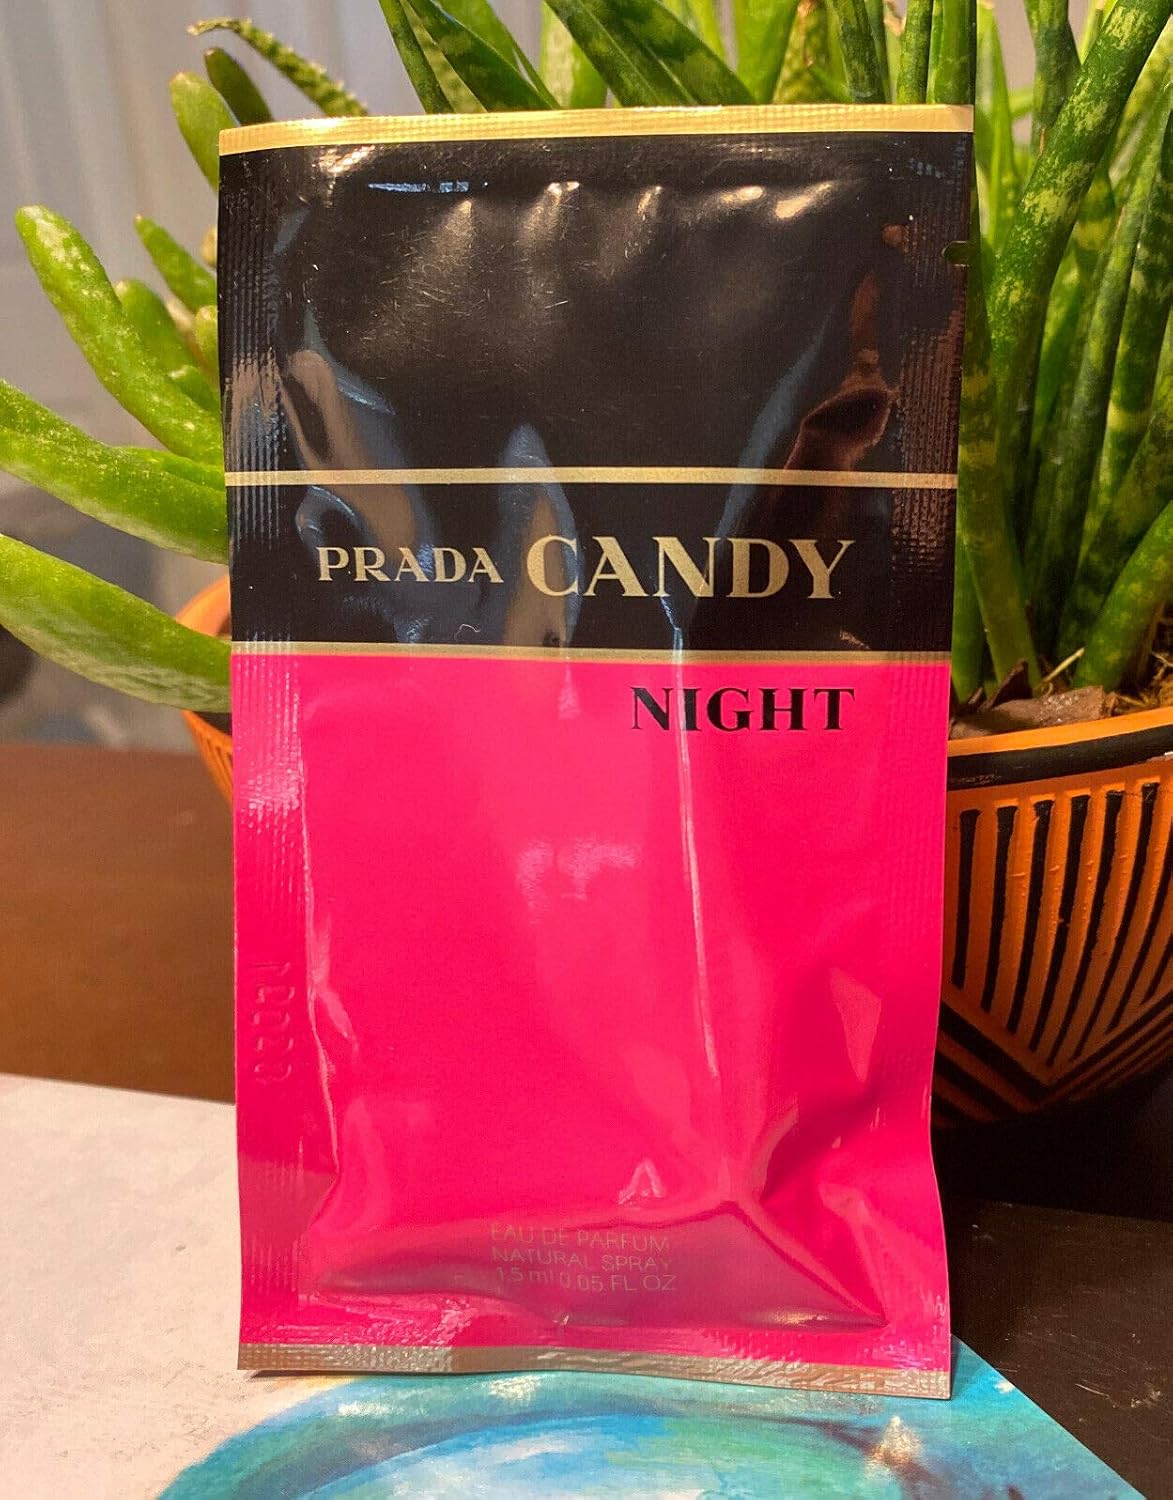 PRADA CANDY
NIGHT
EAU DE PARFUM
NATURAL SPRAY
1.5 ml 0.05 FL OZ